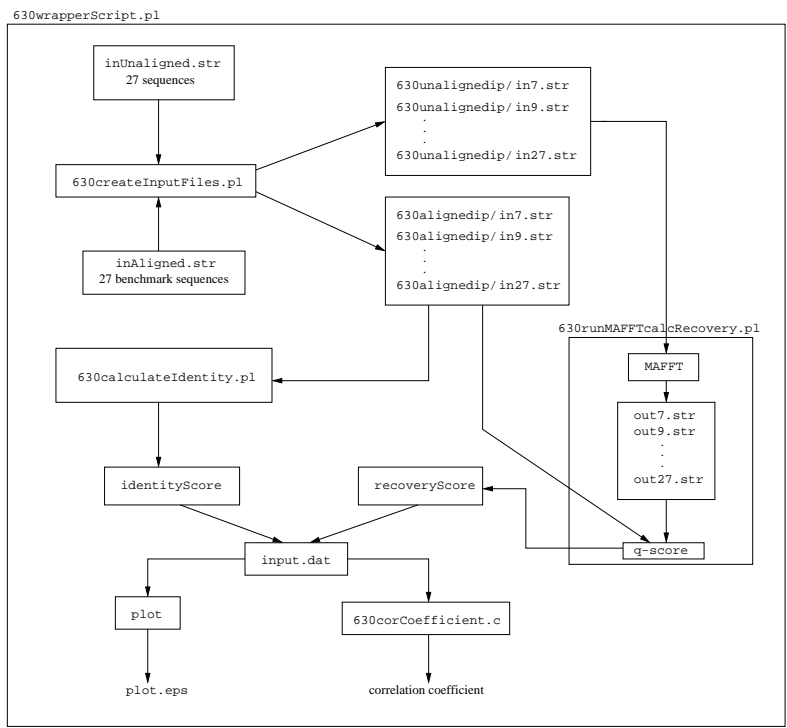 630wrapperScript.pl
inUnaligned.str
27 sequences
630unalignedip/in7.str
630unalignedip/in9.str
.
.
.
630unalignedip/in27.str
630createInputFiles.pl
630alignedip/in7.str
630alignedip/in9.str
.
.
.
630alignedip/in27.str
inAligned.str
27 benchmark sequences
630runMAFFTcalcRecovery.pl
MAFFT
630calculateIdentity.pl
out7.str
out9.str
.
.
.
out27.str
identityScore
recoveryScore
q-score
input.dat
plot
630corCoefficient.c
plot.eps
correlation coefficient